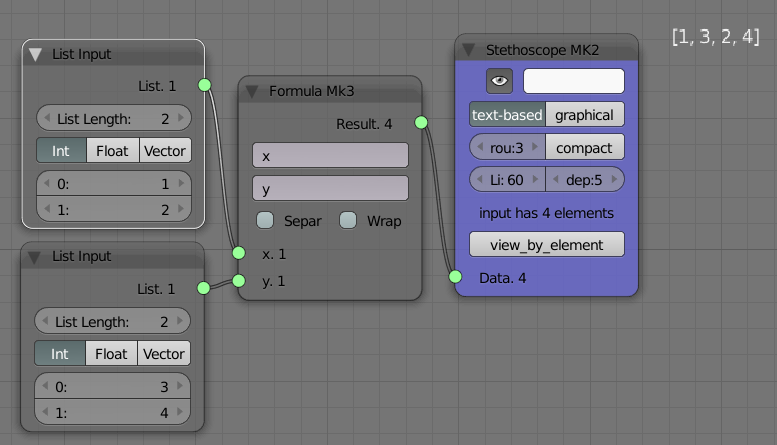 List Input
List. 1
List Length: 2
Int Float Vector
0: 1
1: 2
List Input
List. 1
List Length: 2
Int Float Vector
0: 3
1: 4
Formula Mk3
Result. 4
x
y
Separ Wrap
x. 1
y. 1
Stethoscope MK2
text-based graphical
rou:3 compact
Li: 60 dep:5
input has 4 elements
view_by_element
Data. 4
[1, 3, 2, 4]